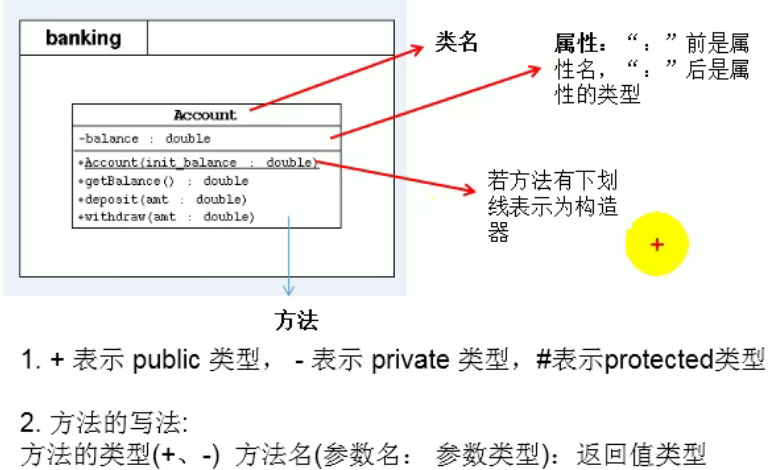 banking
类名
属性：“：”前是属
性名，“：”后是属
性的类型
Account
-balance : double
+Account(init_balance : double)
+getBalance() : double
+deposit(amt : double)
+withdraw(amt : double)
若方法有下划
线表示为构造
器
方法
1. + 表示 public 类型， - 表示 private 类型，#表示protected类型
2. 方法的写法:
方法的类型(+、-) 方法名(参数名： 参数类型)：返回值类型